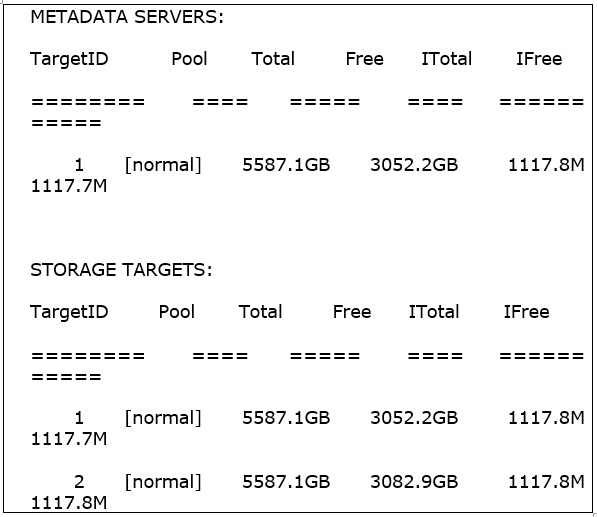 METADATA SERVERS:
TargetID Pool Total Free ITotal IFree
======== ==== ===== ==== ======
=====
1 [normal] 5587.1GB 3052.2GB 1117.8M
1117.7M
STORAGE TARGETS:
TargetID Pool Total Free ITotal IFree
======== ==== ===== ==== ======
=====
1 [normal] 5587.1GB 3052.2GB 1117.8M
1117.7M
2 [normal] 5587.1GB 3082.9GB 1117.8M
1117.8M